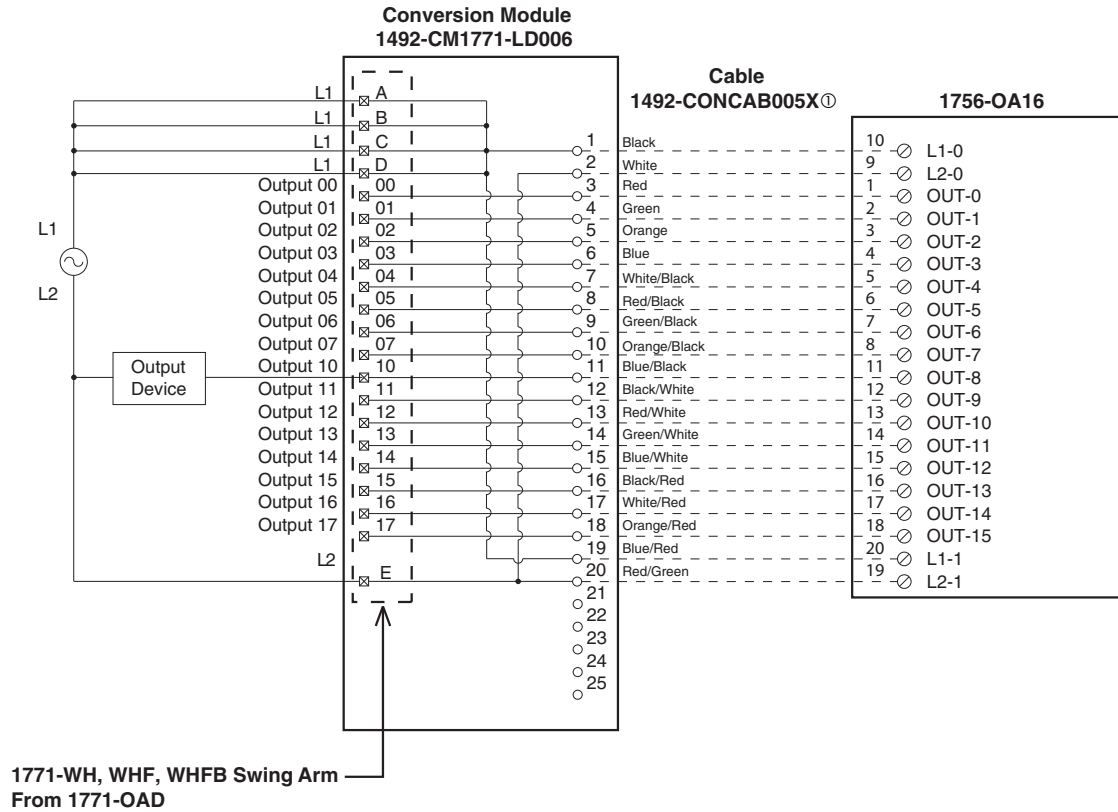 Conversion Module
1492-CM1771-LD006
Cable
1492-CONCAB005X①
1756-OA16
L1 A
L1 B
L1 C
L1 D
1 Black 10 L1-0
2 White 9 L2-0
Output 00 00 3 Red 1 OUT-0
Output 01 01 4 Green 2 OUT-1
Output 02 02 5 Orange 3 OUT-2
Output 03 03 6 Blue 4 OUT-3
Output 04 04 7 White/Black 5 OUT-4
Output 05 05 8 Red/Black 6 OUT-5
Output 06 06 9 Green/Black 7 OUT-6
Output 07 07 10 Orange/Black 8 OUT-7
Output 10 10 11 Blue/Black 11 OUT-8
Output 11 11 12 Black/White 12 OUT-9
Output 12 12 13 Red/White 13 OUT-10
Output 13 13 14 Green/White 14 OUT-11
Output 14 14 15 Blue/White 15 OUT-12
Output 15 15 16 Black/Red 16 OUT-13
Output 16 16 17 White/Red 17 OUT-14
Output 17 17 18 Orange/Red 18 OUT-15
19 Blue/Red 20 L1-1
L2 E 20 Red/Green 19 L2-1
21
22
23
24
25
L1
L2
Output
Device
1771-WH, WHF, WHFB Swing Arm
From 1771-OAD